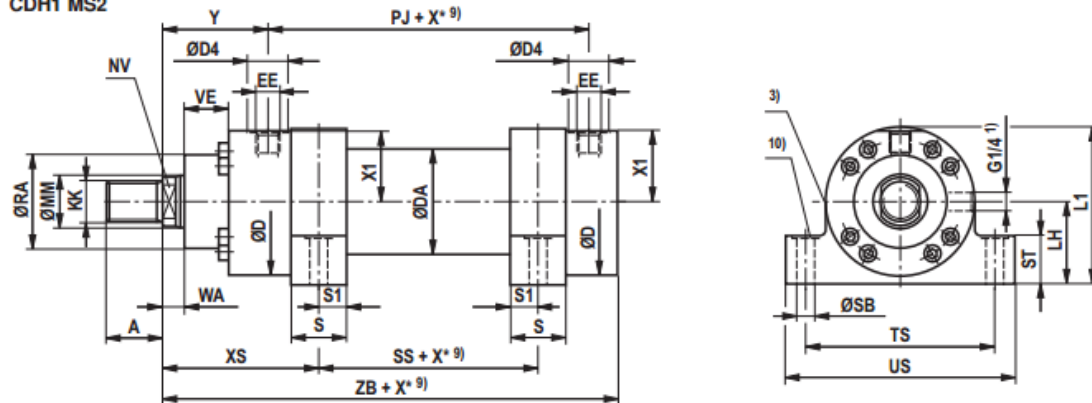 CDH1 MS2
Y
PJ + X* 9)
ØD4
ØD4
NV
EE
EE
VE
3)
10)
G1/4 1)
X1
X1
ØRA
ØMM
KK
ØD
ØDA
ØD
L1
LH
ST
WA
S1
S1
A
S
S
ØSB
XS
SS + X* 9)
TS
ZB + X* 9)
US